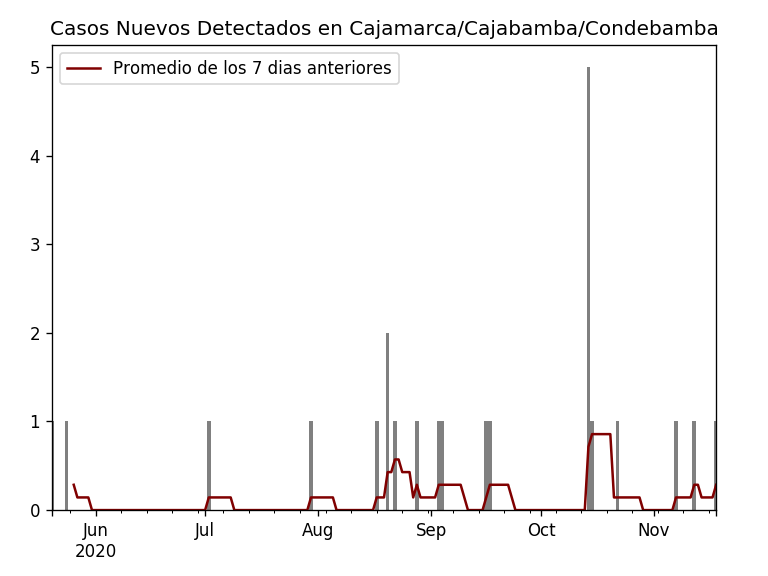 Casos Nuevos Detectados en Cajamarca/Cajabamba/Condebamba
Promedio de los 7 dias anteriores
5
4
3
2
1
0
Jun Jul Aug Sep Oct Nov
2020